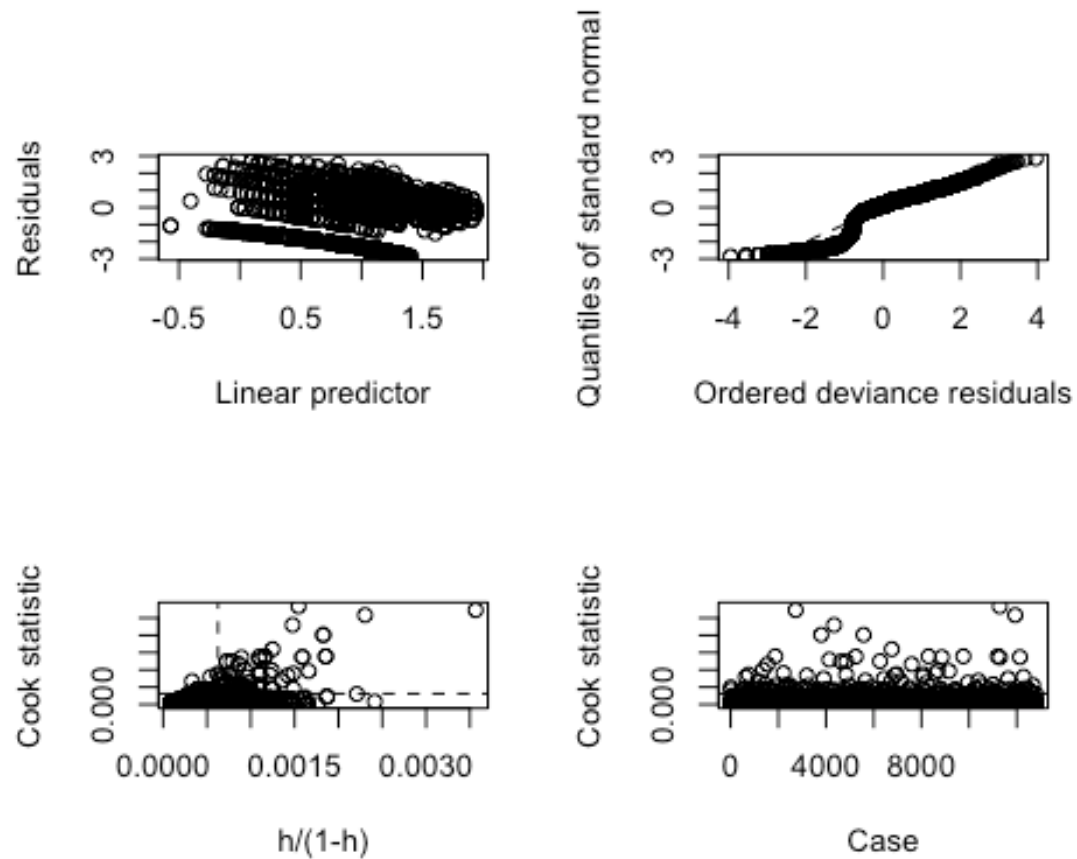 Residuals
3
0
-3
-0.5 0.5 1.5
Linear predictor
Quantiles of standard normal
3
0
-3
-4 -2 0 2 4
Ordered deviance residuals
Cook statistic
0.000
0.0000 0.0015 0.0030
h/(1-h)
Cook statistic
0.000
0 4000 8000
Case